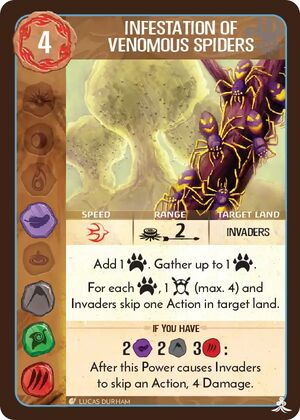 4
INFESTATION OF
VENOMOUS SPIDERS
SPEED
RANGE
TARGET LAND
2
INVADERS
Add 1 . Gather up to 1 .
For each , 1 (max. 4) and
Invaders skip one Action in target land.
IF YOU HAVE
2 2 3 :
After this Power causes Invaders
to skip an Action, 4 Damage.
LUCAS DURHAM